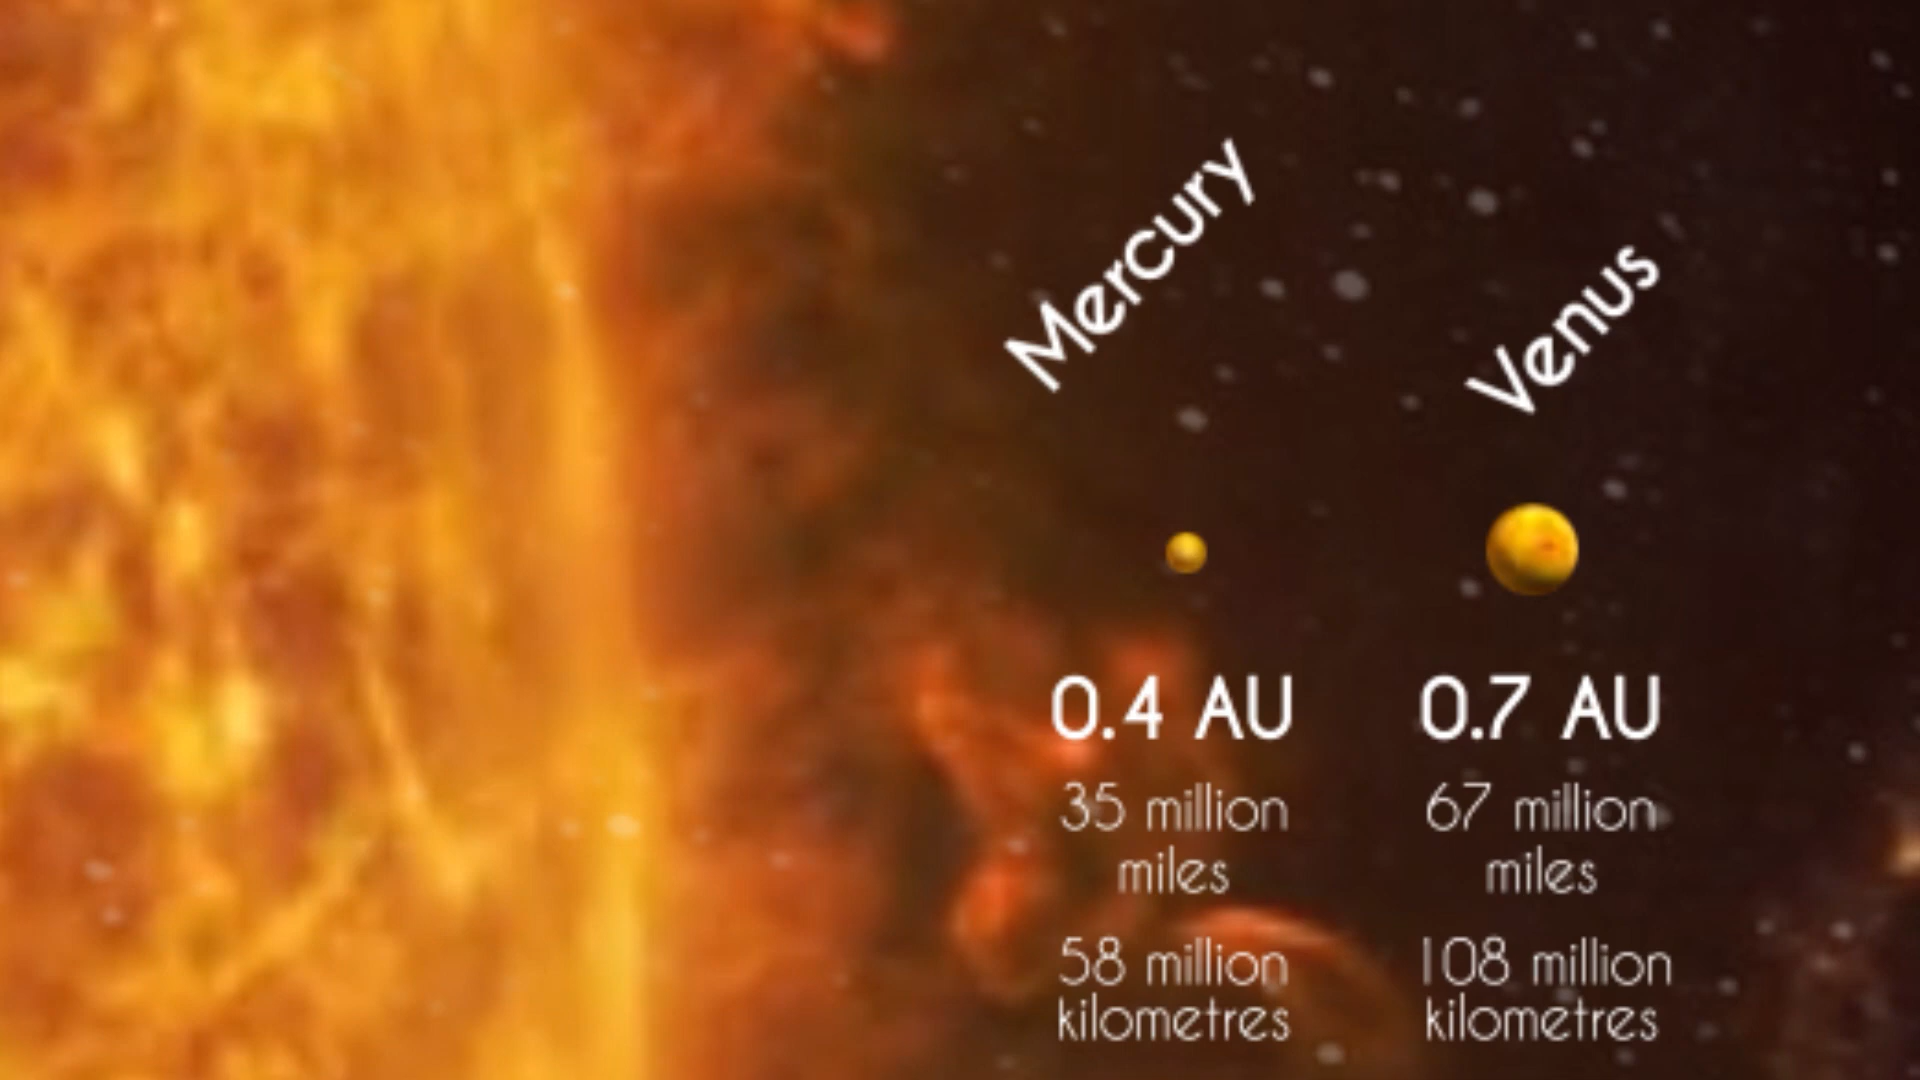 Mercury
Venus
0.4 AU
35 million
miles
58 million
kilometres
0.7 AU
67 million
miles
108 million
kilometres